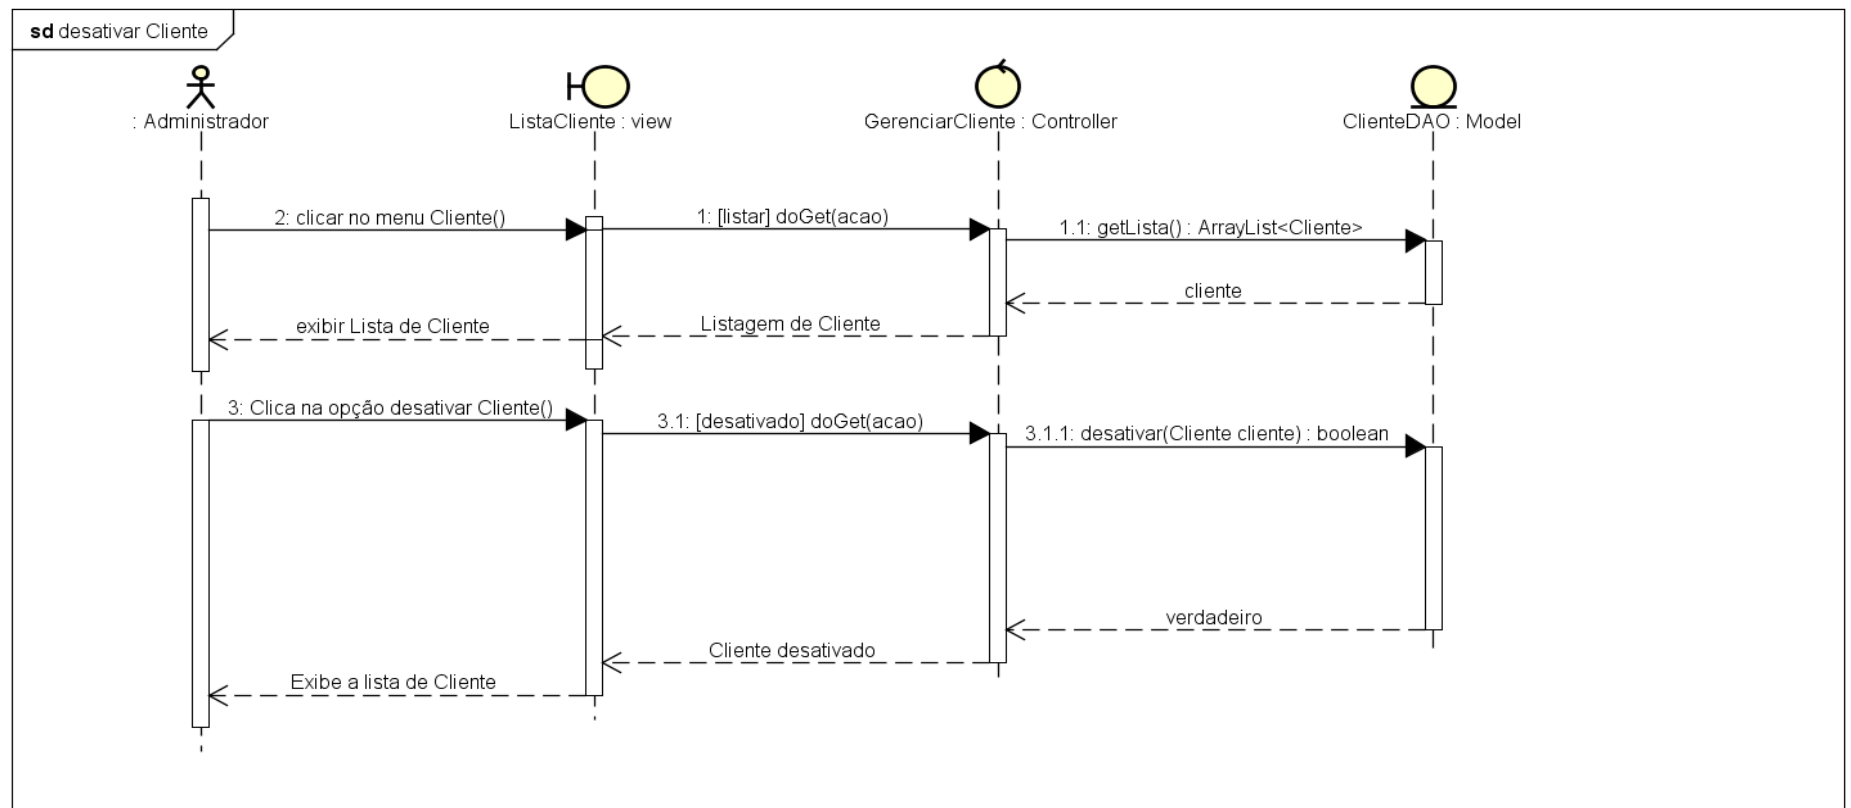 sd desativar Cliente
: Administrador
ListaCliente : view
GerenciarCliente : Controller
ClienteDAO : Model
2: clicar no menu Cliente()
1: [listar] doGet(acao)
1.1: getLista() : ArrayList<Cliente>
cliente
Listagem de Cliente
exibir Lista de Cliente
3: Clica na opção desativar Cliente()
3.1: [desativado] doGet(acao)
3.1.1: desativar(Cliente cliente) : boolean
verdadeiro
Cliente desativado
Exibe a lista de Cliente